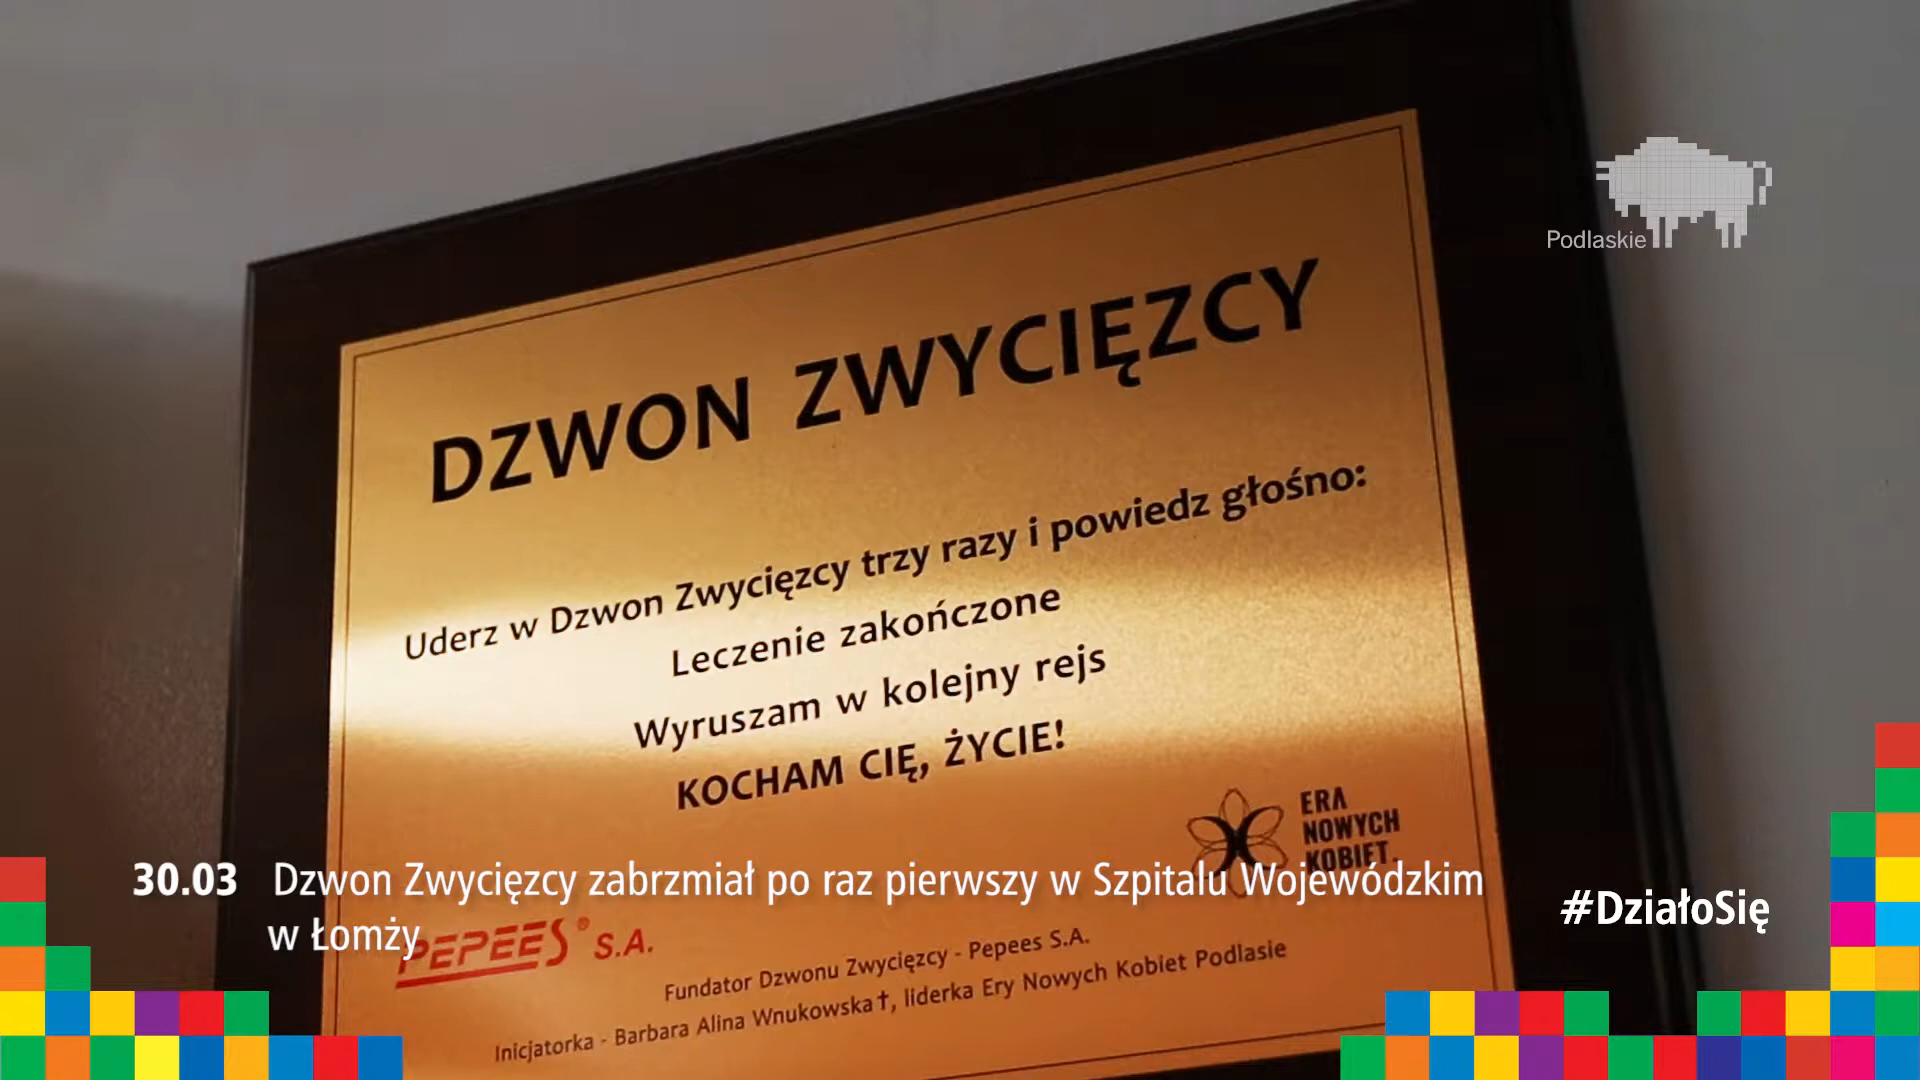 Podlaskie
DZWON ZWYCIĘZCY
Uderz w Dzwon Zwycięzcy trzy razy i powiedz głośno:
Leczenie zakończone
Wyruszam w kolejny rejs
KOCHAM CIĘ, ŻYCIE!
ERA
NOWYCH
KOBIET.
30.03 Dzwon Zwycięzcy zabrzmiał po raz pierwszy w Szpitalu Wojewódzkim
w Łomży
#DziałoSię
PEPEES® S.A.
Fundator Dzwonu Zwycięzcy - Pepees S.A.
Inicjatorka - Barbara Alina Wnukowska†, liderka Ery Nowych Kobiet Podlasie